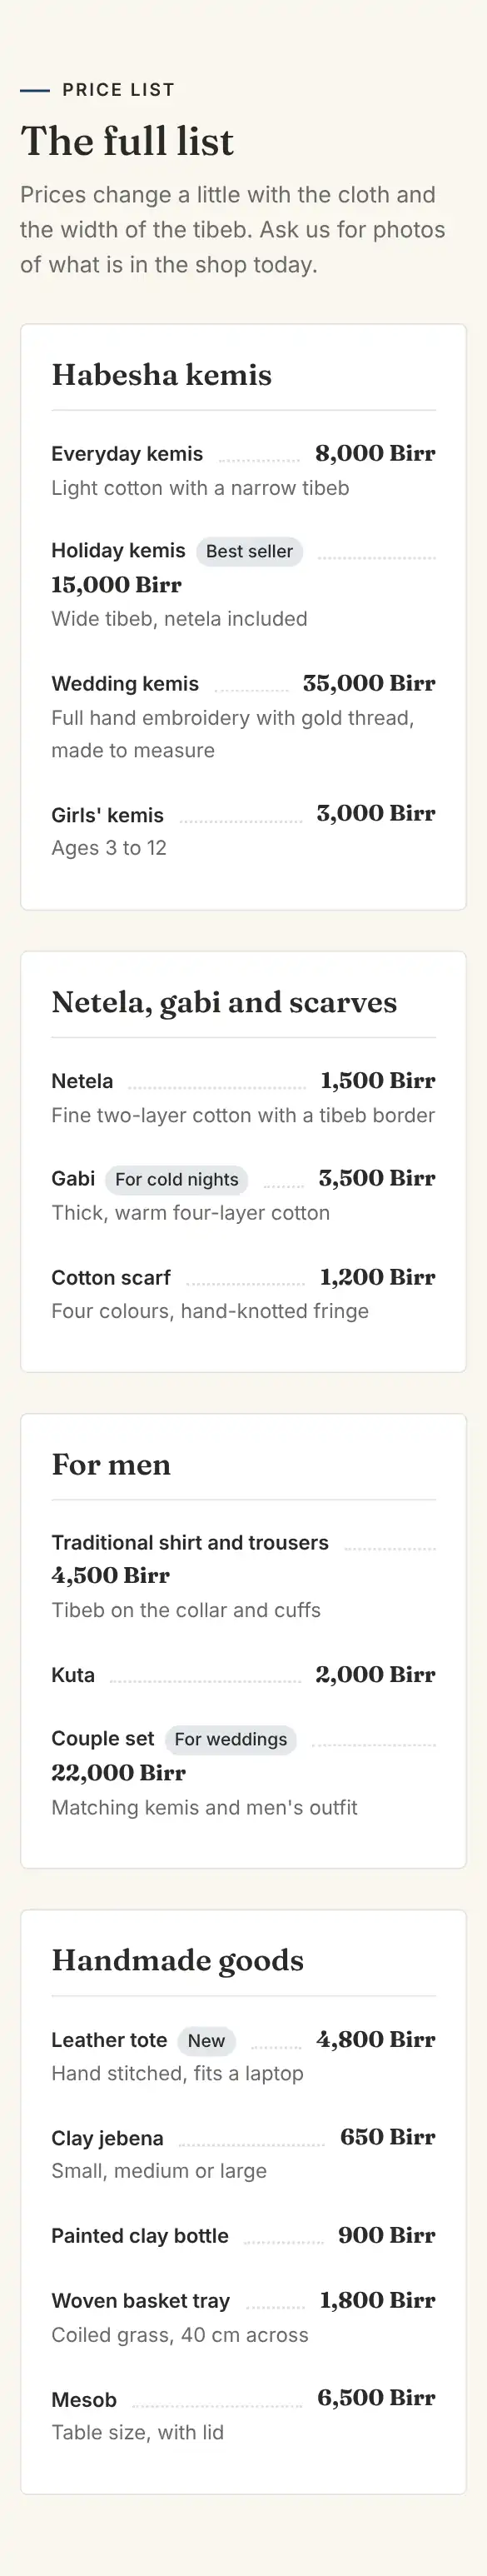 PRICE LIST
The full list
Prices change a little with the cloth and
the width of the tibeb. Ask us for photos
of what is in the shop today.
Habesha kemis
Everyday kemis 8,000 Birr
Light cotton with a narrow tibeb
Holiday kemis Best seller
15,000 Birr
Wide tibeb, netela included
Wedding kemis 35,000 Birr
Full hand embroidery with gold thread,
made to measure
Girls' kemis 3,000 Birr
Ages 3 to 12
Netela, gabi and scarves
Netela 1,500 Birr
Fine two-layer cotton with a tibeb border
Gabi For cold nights 3,500 Birr
Thick, warm four-layer cotton
Cotton scarf 1,200 Birr
Four colours, hand-knotted fringe
For men
Traditional shirt and trousers
4,500 Birr
Tibeb on the collar and cuffs
Kuta 2,000 Birr
Couple set For weddings
22,000 Birr
Matching kemis and men's outfit
Handmade goods
Leather tote New 4,800 Birr
Hand stitched, fits a laptop
Clay jebena 650 Birr
Small, medium or large
Painted clay bottle 900 Birr
Woven basket tray 1,800 Birr
Coiled grass, 40 cm across
Mesob 6,500 Birr
Table size, with lid